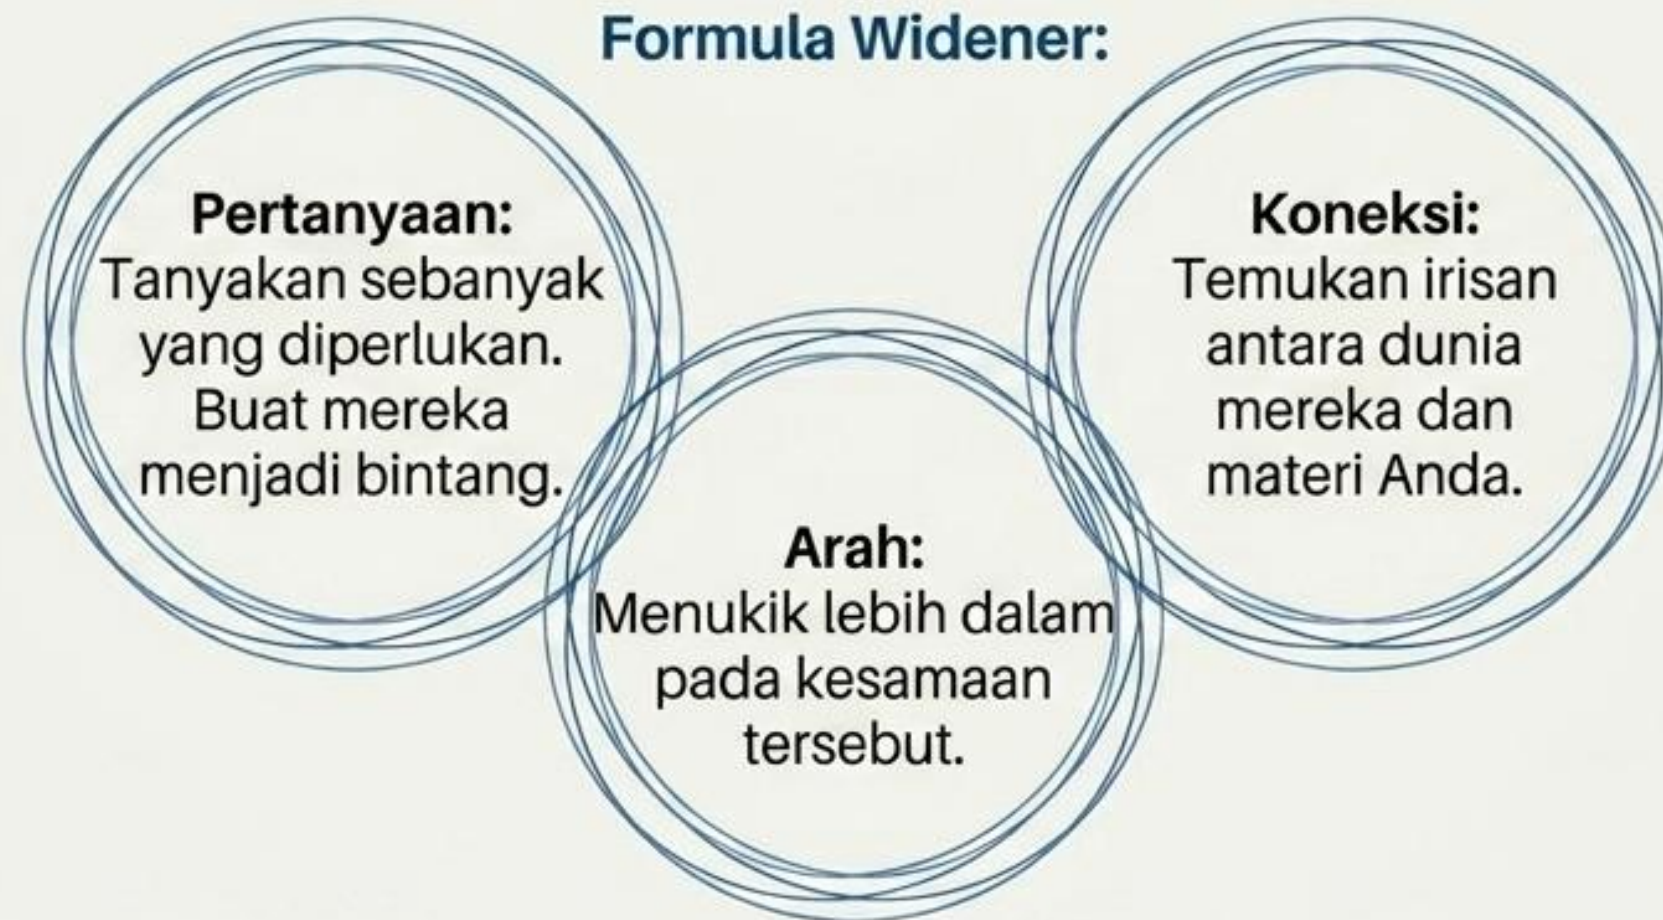 Formula Widener:
Pertanyaan:
Tanyakan sebanyak
yang diperlukan.
Buat mereka
menjadi bintang.
Koneksi:
Temukan irisan
antara dunia
mereka dan
materi Anda.
Arah:
Menukik lebih dalam
pada kesamaan
tersebut.